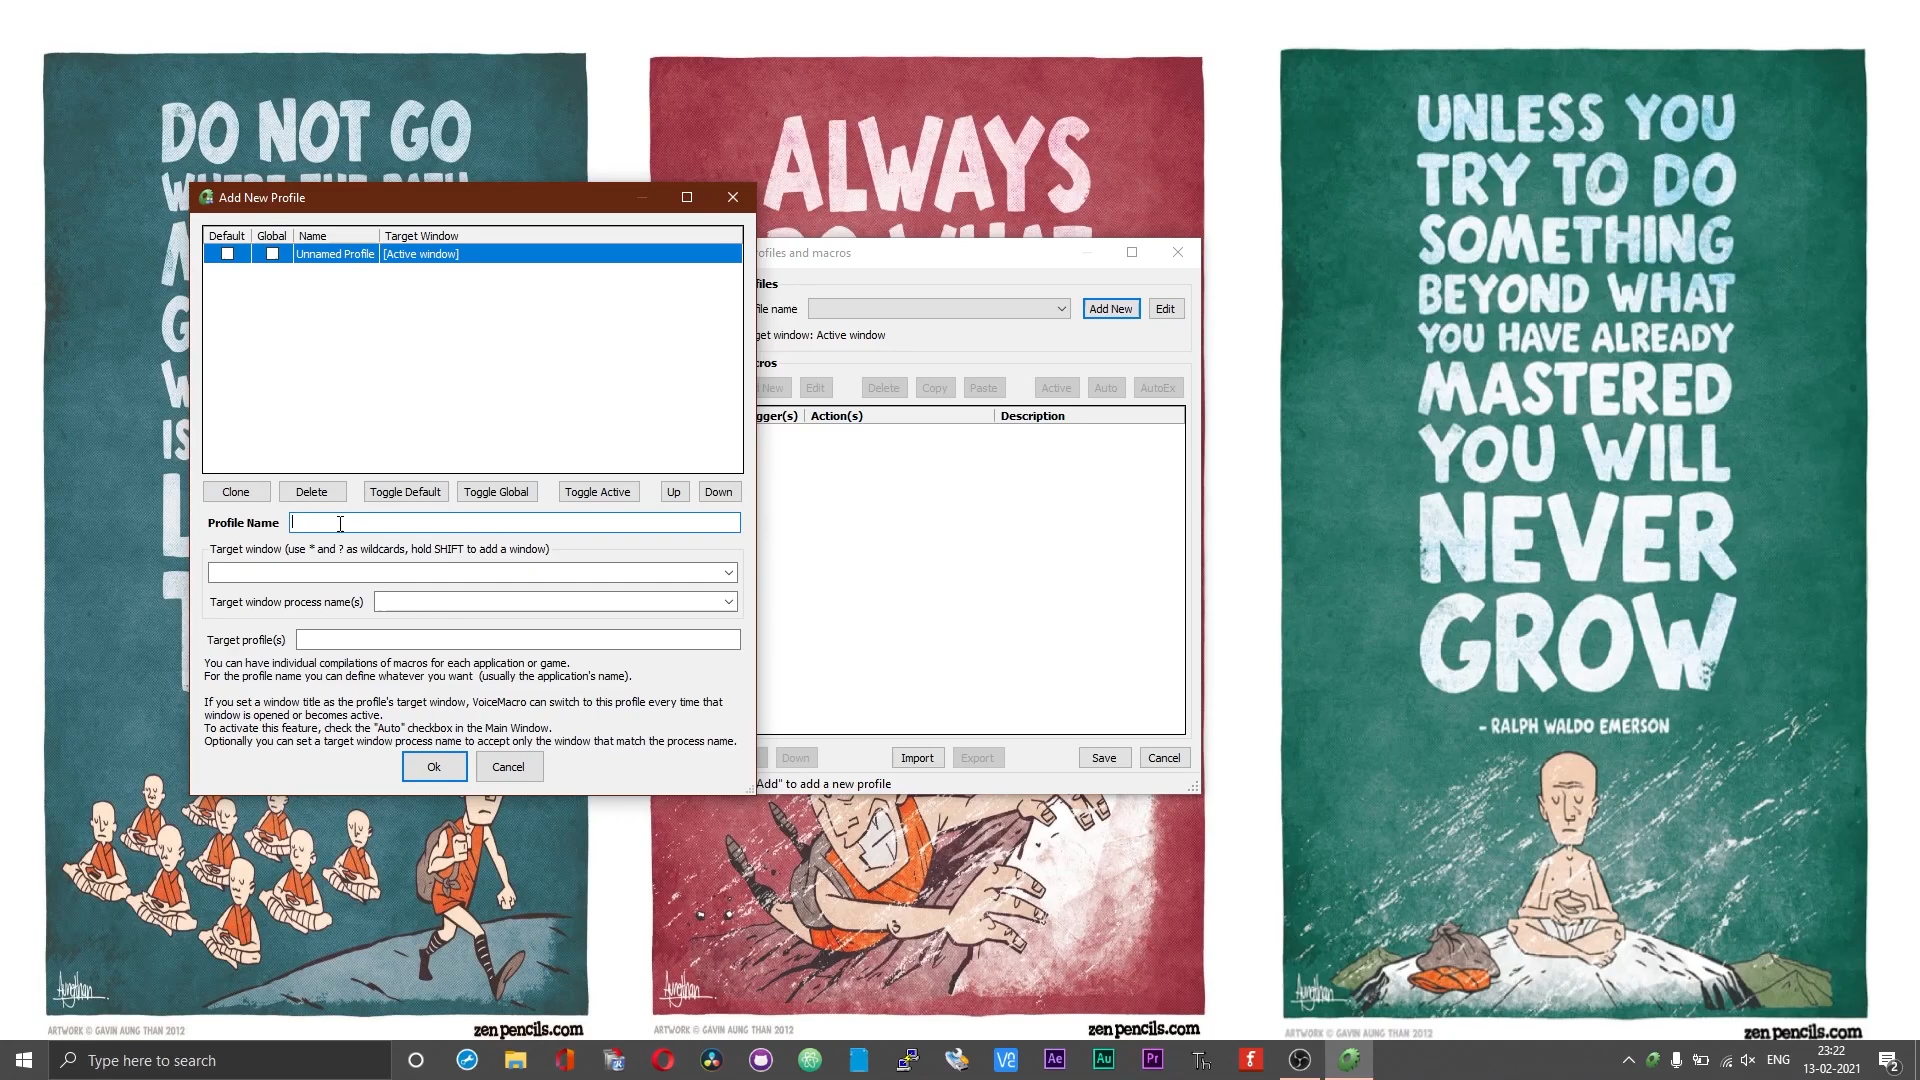 DO NOT GO
ALWAYS
UNLESS YOU
TRY TO DO
SOMETHING
BEYOND WHAT
YOU HAVE ALREADY
MASTERED
YOU WILL
NEVER
GROW
- RALPH WALDO EMERSON
Add New Profile
Default Global Name Target Window
Unnamed Profile [Active window]
Clone Delete Toggle Default Toggle Global Toggle Active Up Down
Profile Name
Target window (use * and ? as wildcards, hold SHIFT to add a window)
Target window process name(s)
Target profile(s)
You can have individual compilations of macros for each application or game.
For the profile name you can define whatever you want (usually the application's name).
If you set a window title as the profile's target window, VoiceMacro can switch to this profile every time that
window is opened or becomes active.
To activate this feature, check the "Auto" checkbox in the Main Window.
Optionally you can set a target window process name to accept only the window that match the process name.
Ok Cancel
ofiles and macros
files
file name Add New Edit
get window: Active window
cros
d New Edit Delete Copy Paste Active Auto AutoEx
gger(s) Action(s) Description
Down Import Export Save Cancel
Add" to add a new profile
ARTWORK © GAVIN AUNG THAN 2012 zenpencils.com
ARTWORK © GAVIN AUNG THAN 2012 zenpencils.com
ARTWORK © GAVIN AUNG THAN 2012 zenpencils.com
Type here to search
Ae Au Pr Th
ENG
23:22
13-02-2021
2